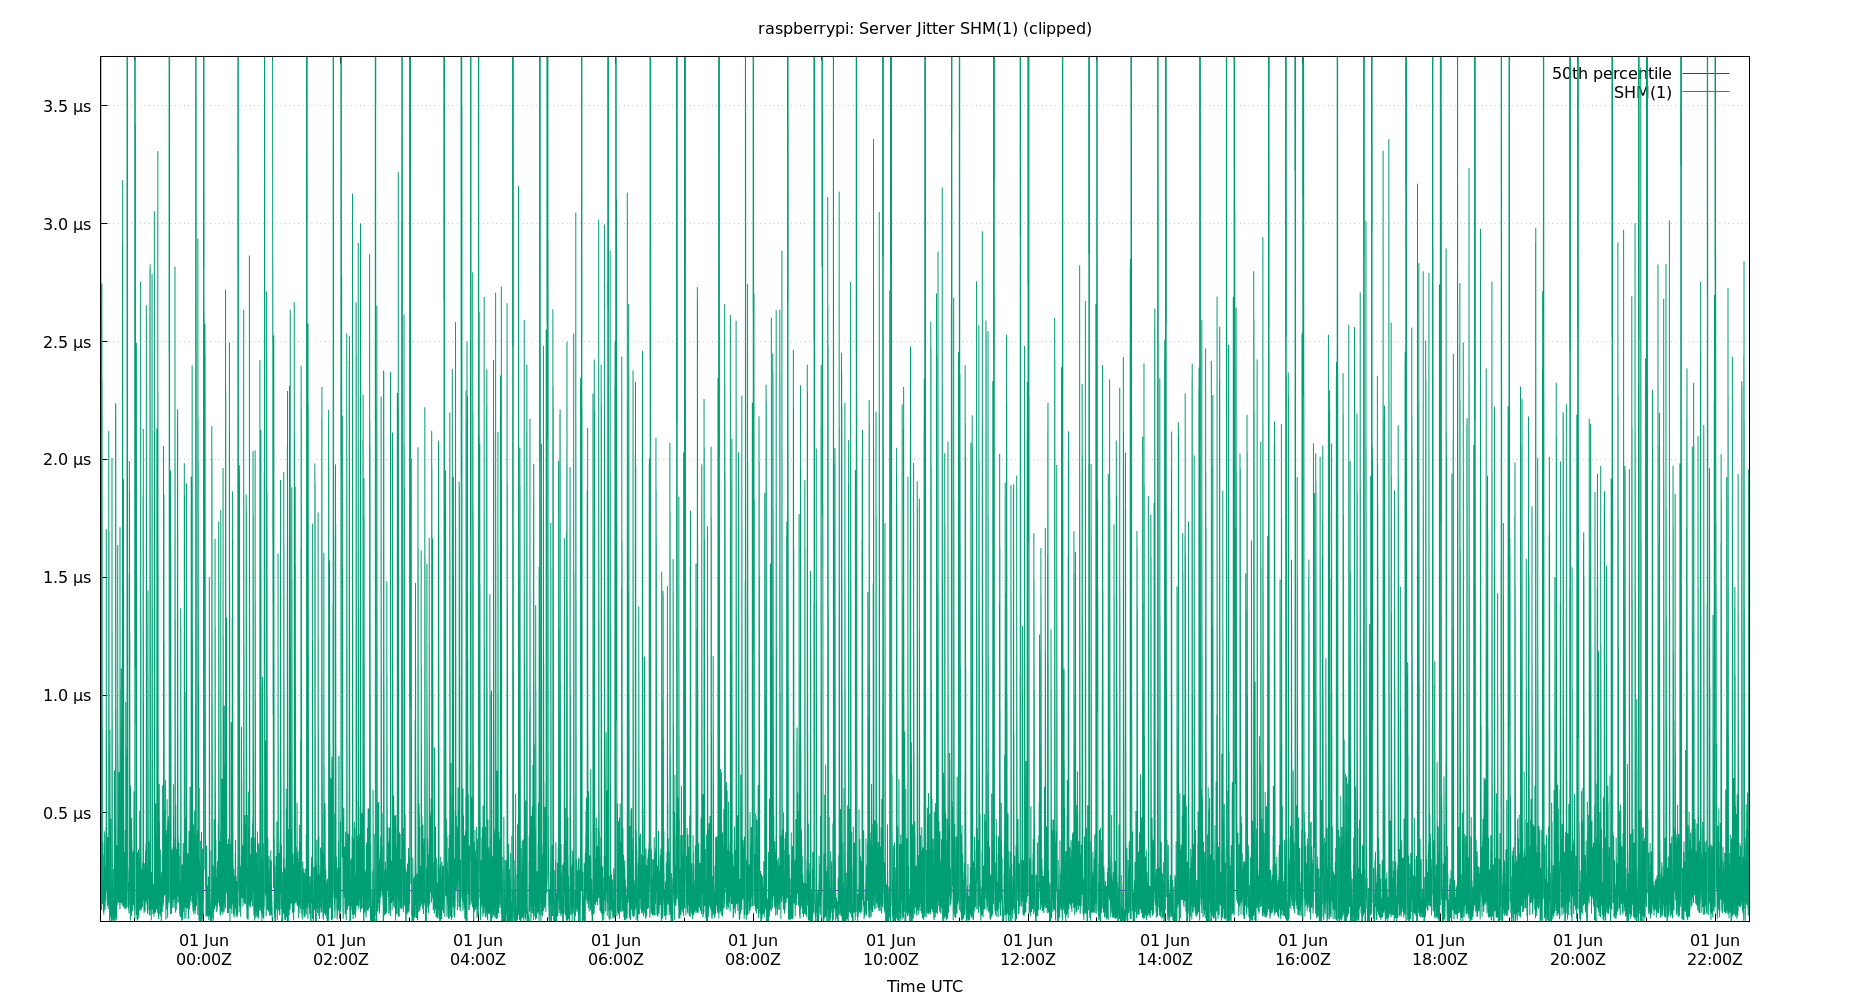 raspberrypi: Server Jitter SHM(1) (clipped)
50th percentile
SHM(1)
3.5 µs
3.0 µs
2.5 µs
2.0 µs
1.5 µs
1.0 µs
0.5 µs
01 Jun 01 Jun 01 Jun 01 Jun 01 Jun 01 Jun 01 Jun 01 Jun 01 Jun 01 Jun 01 Jun 01 Jun
00:00Z 02:00Z 04:00Z 06:00Z 08:00Z 10:00Z 12:00Z 14:00Z 16:00Z 18:00Z 20:00Z 22:00Z
Time UTC